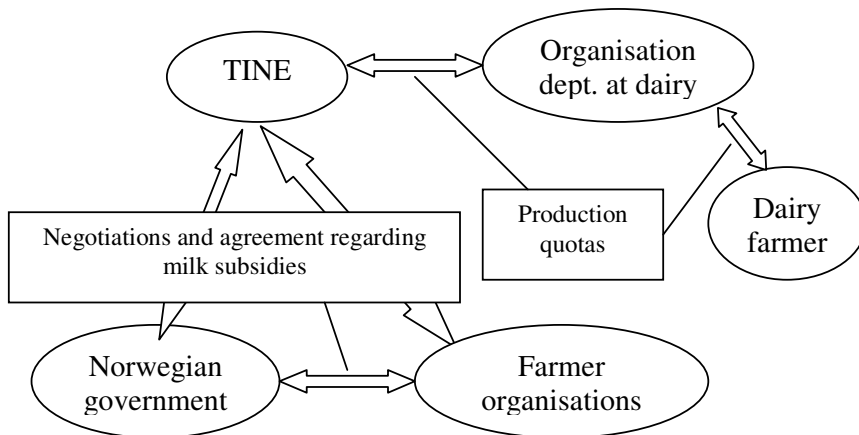 TINE
Organisation
dept. at dairy
Production
quotas
Dairy
farmer
Negotiations and agreement regarding
milk subsidies
Norwegian
government
Farmer
organisations